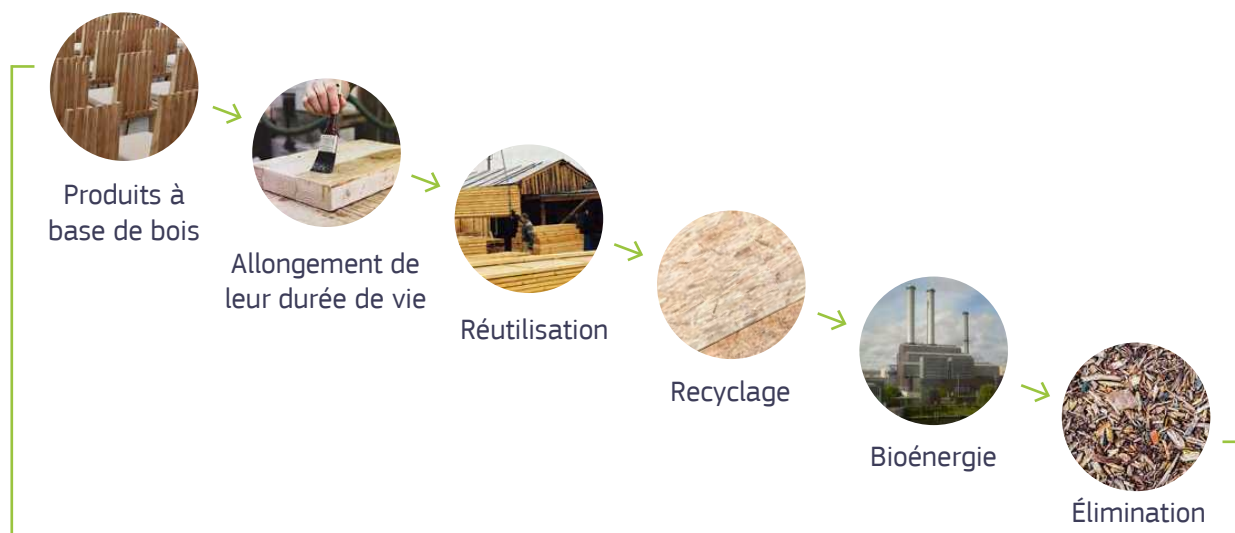 Produits à
base de bois
Allongement de
leur durée de vie
Réutilisation
Recyclage
Bioénergie
Élimination